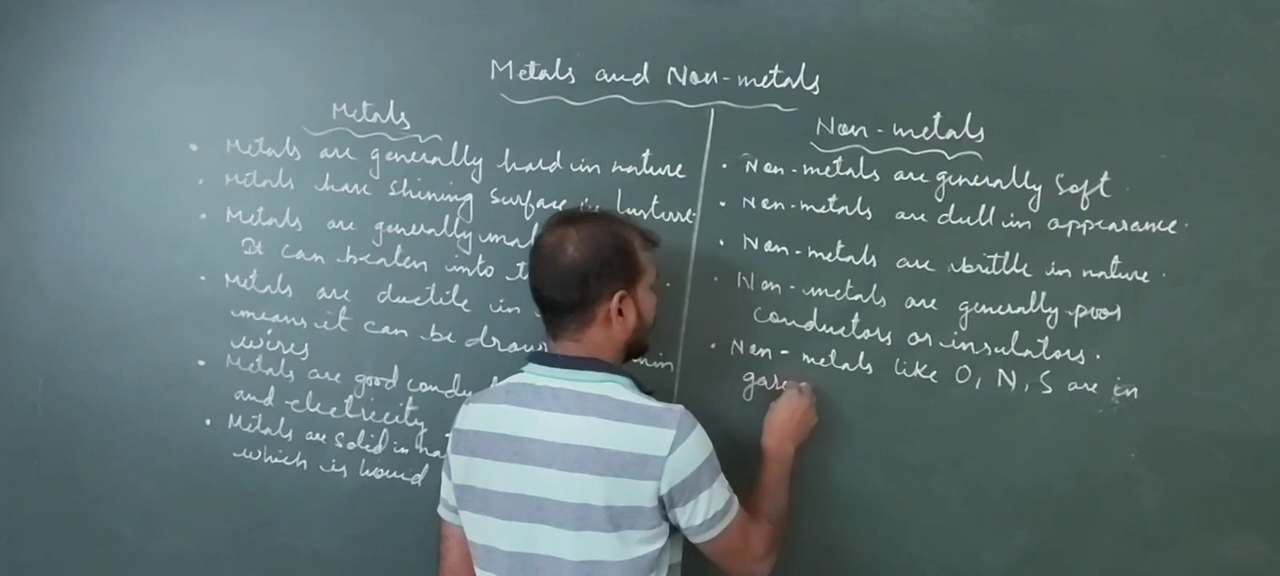 Metals and Non-metals
Metals
• Metals are generally hard in nature
• Metals have shining surface lusture.
• Metals are generally
It can beaten into
• Metals are ductile in
means it can be drawn thin
wires
• Metals are good
and electricity
• Metals are solid in
which is
Non-metals
• Non-metals are generally soft.
• Non-metals are dull in appearance.
• Non-metals are brittle in nature.
• Non-metals are generally poor
conductors or insulators.
• Non-metals like O, N, S are in